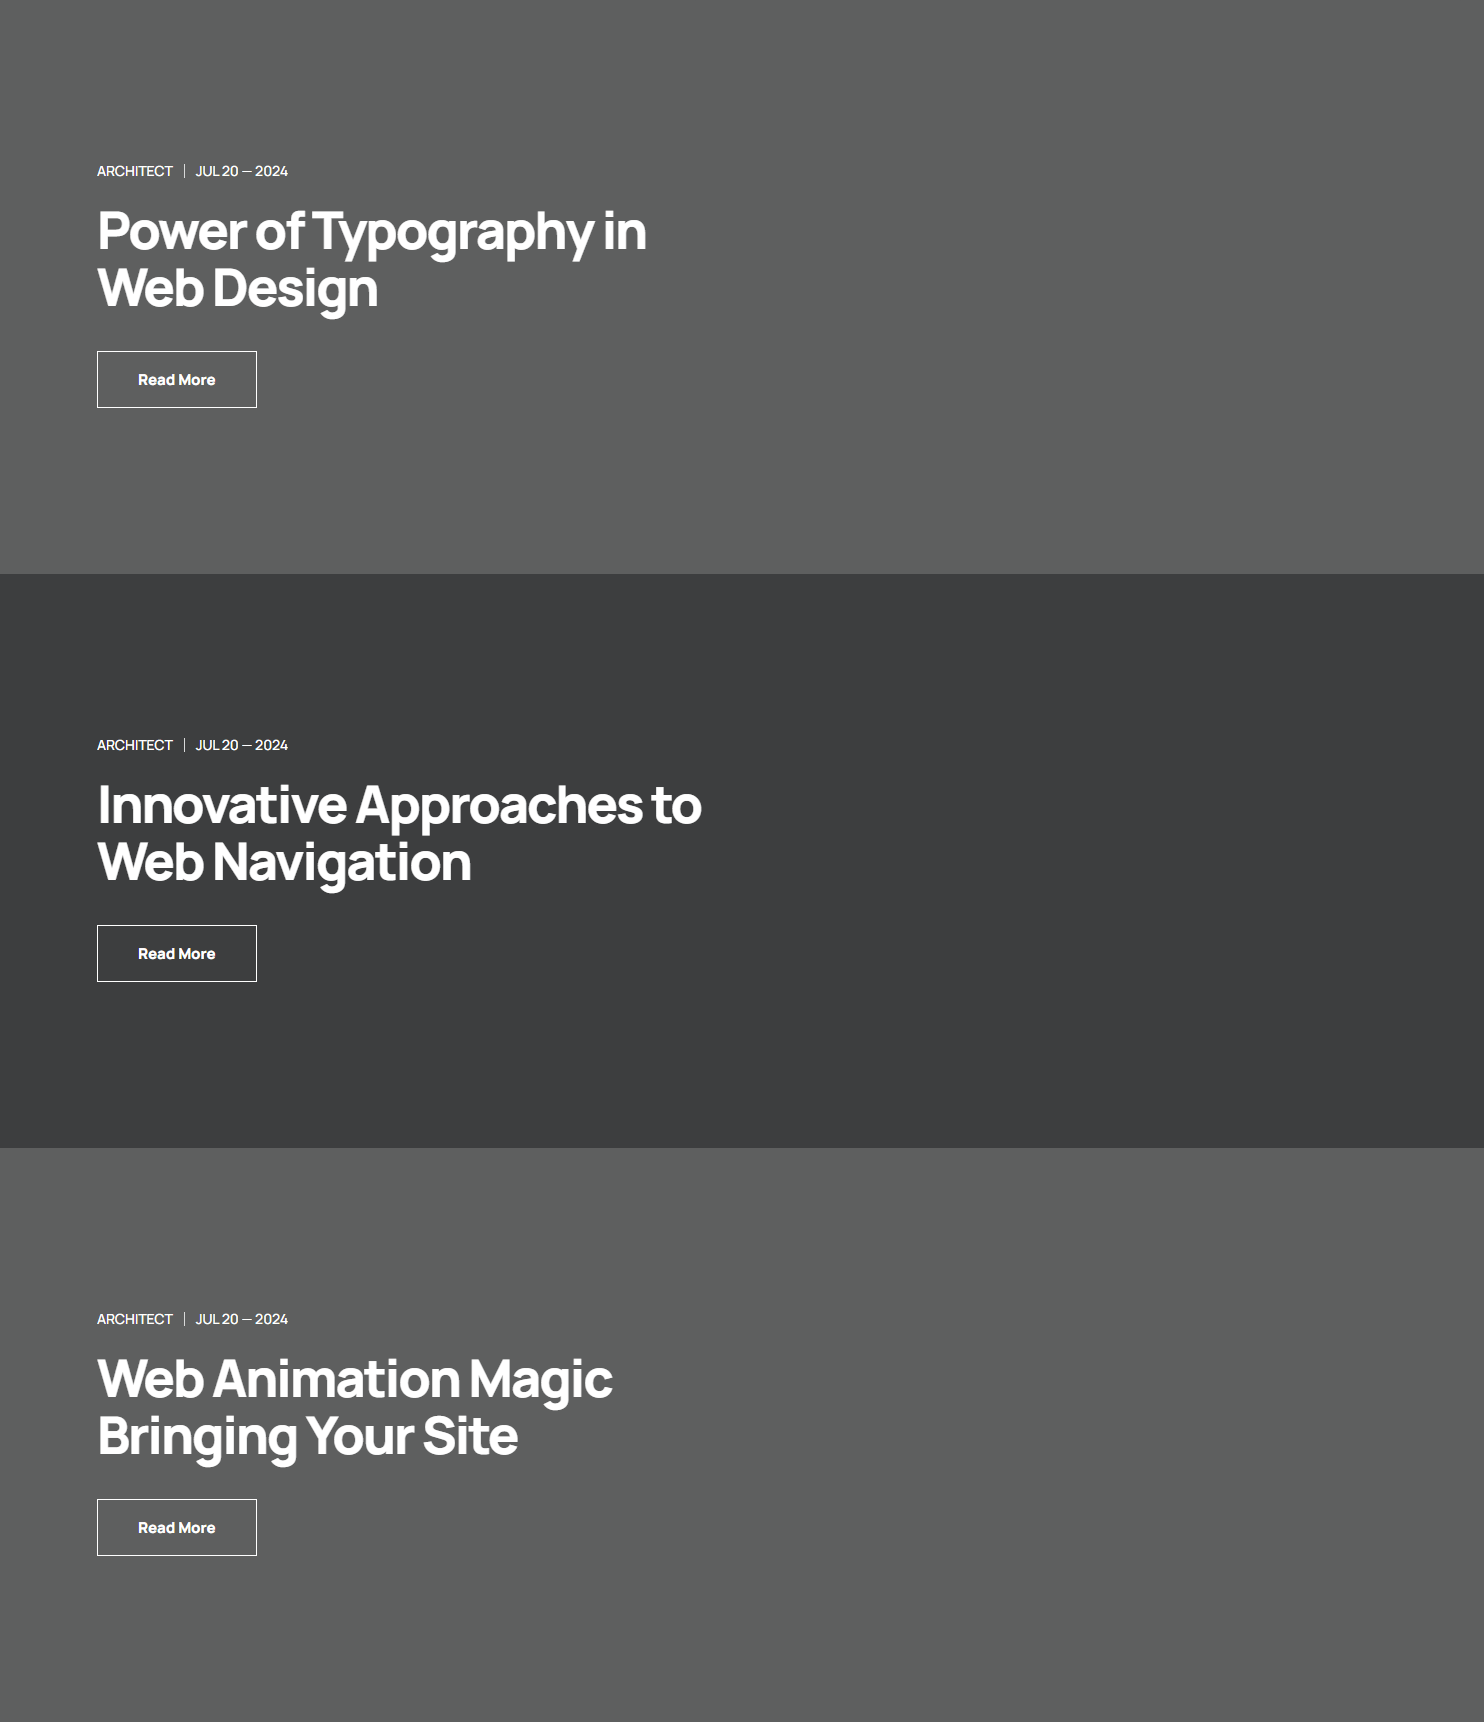 ARCHITECT | JUL 20 — 2024
Power of Typography in
Web Design
Read More
ARCHITECT | JUL 20 — 2024
Innovative Approaches to
Web Navigation
Read More
ARCHITECT | JUL 20 — 2024
Web Animation Magic
Bringing Your Site
Read More